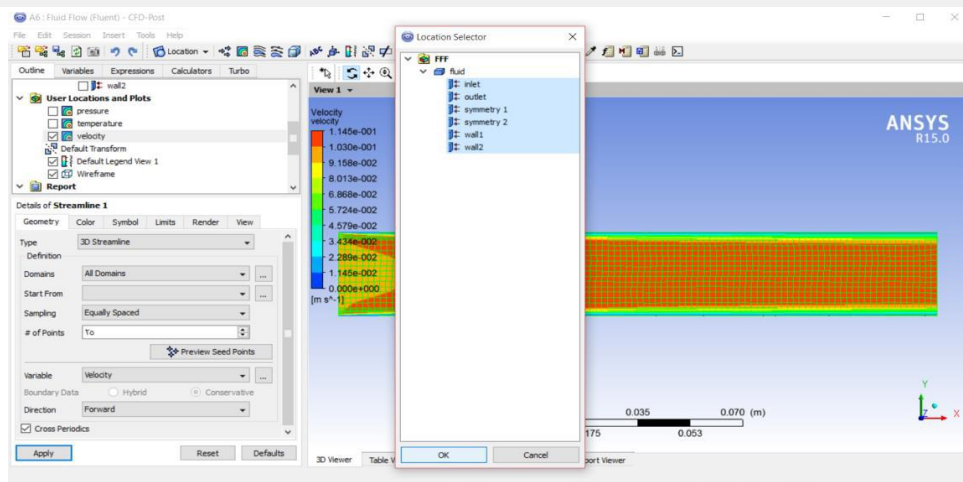 A6 : Fluid Flow (Fluent) - CFD-Post
File Edit Session Insert Tools Help
Location
Outline Variables Expressions Calculators Turbo
wall2
User Locations and Plots
pressure
temperature
velocity
Default Transform
Default Legend View 1
Wireframe
Report
Details of Streamline 1
Geometry Color Symbol Limits Render View
Type 3D Streamline
Definition
Domains All Domains ...
Start From ...
Sampling Equally Spaced
# of Points ۲۵
Preview Seed Points
Variable Velocity ...
Boundary Data Hybrid Conservative
Direction Forward
Cross Periodics
Apply Reset Defaults
View 1
Velocity
velocity
1.145e-001
1.030e-001
9.158e-002
8.013e-002
6.868e-002
5.724e-002
4.579e-002
3.434e-002
2.289e-002
1.145e-002
0.000e+000
[m s^-1]
Location Selector
FFF
fluid
inlet
outlet
symmetry 1
symmetry 2
wall1
wall2
OK Cancel
ANSYS
R15.0
Y
Z X
0.035 0.070 (m)
175 0.053
3D Viewer Table V
port Viewer